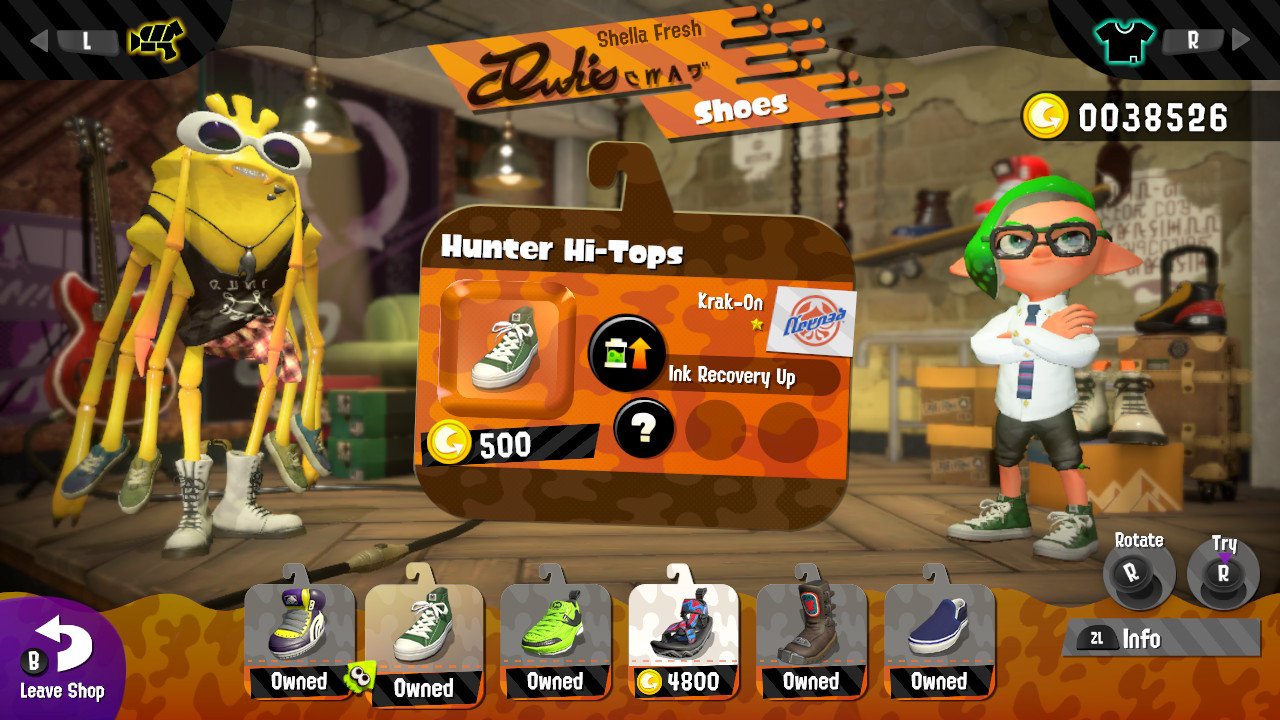 L
Shella Fresh
Shoes
R
0038526
Hunter Hi-Tops
Krak-On
Ink Recovery Up
?
500
Rotate
Try
R
R
ZL Info
B
Leave Shop
Owned
Owned
Owned
4800
Owned
Owned